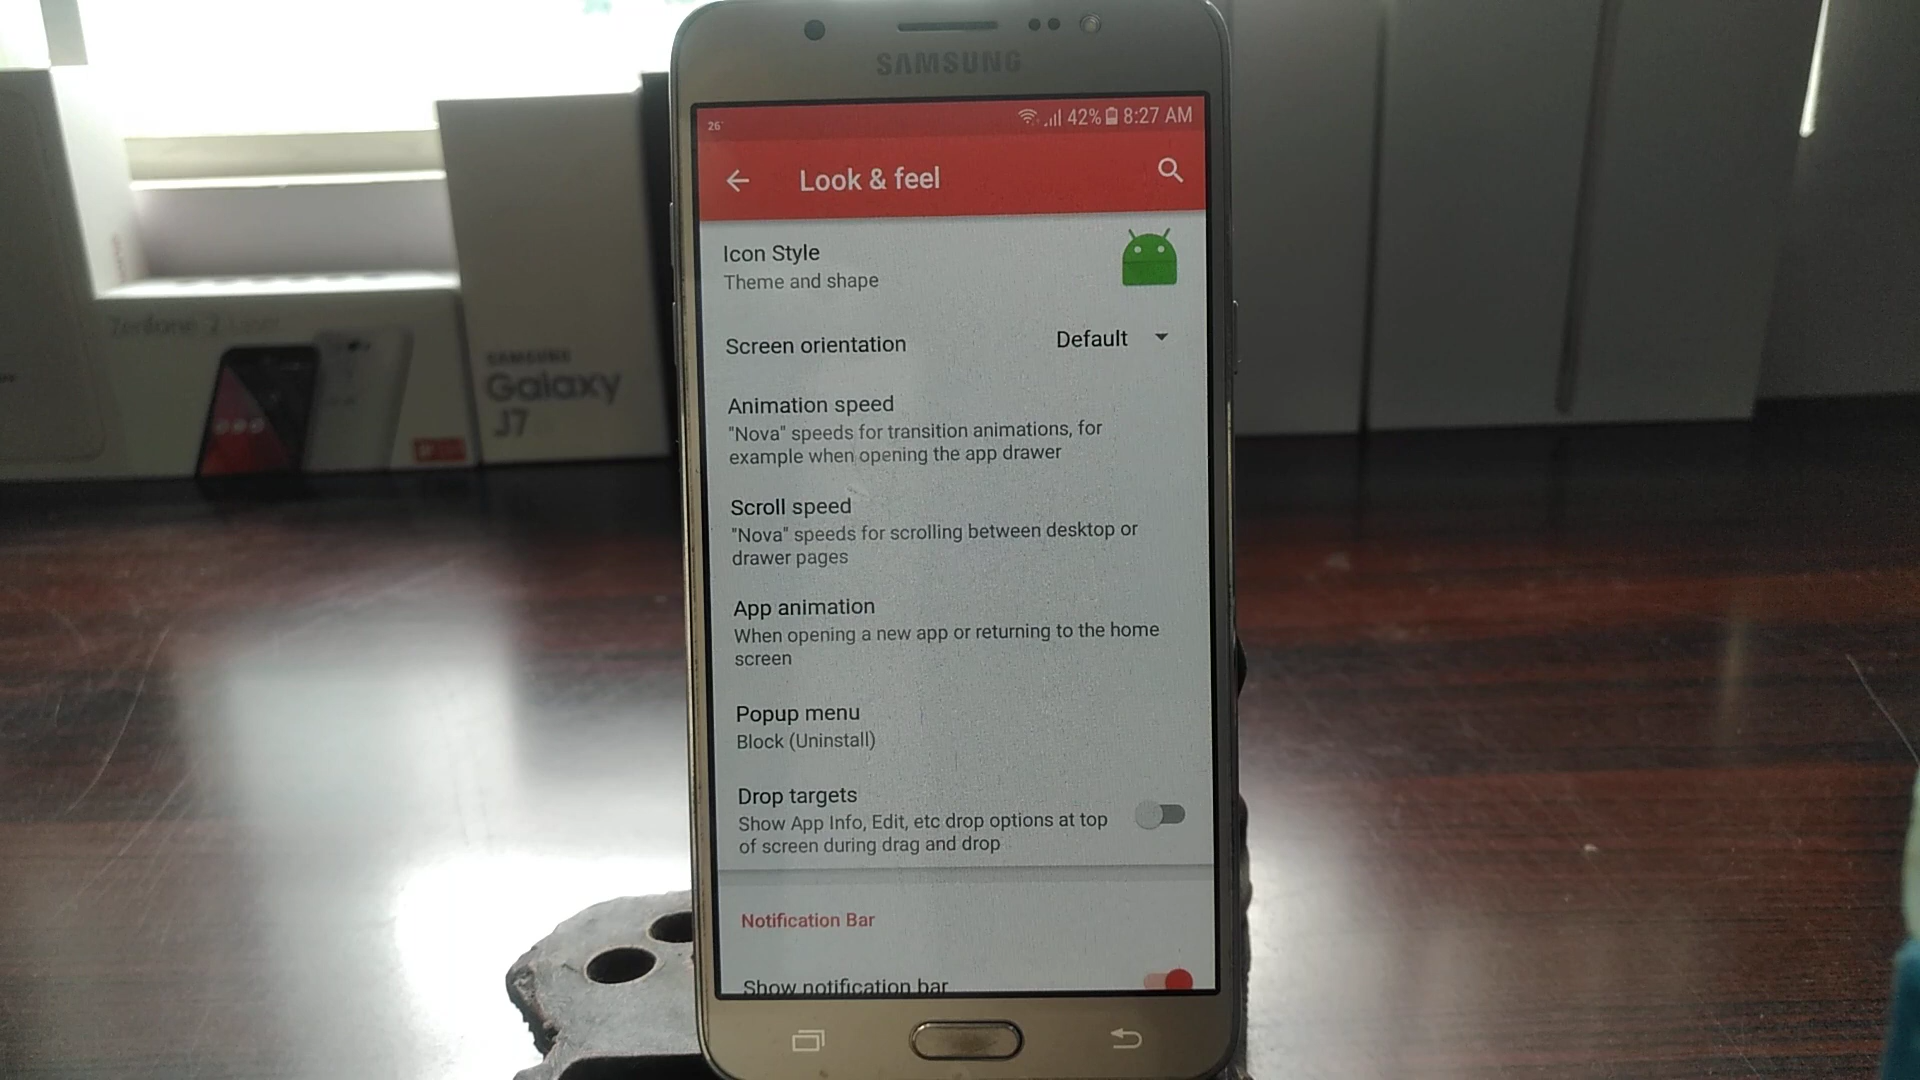 SAMSUNG
26°
42% 8:27 AM
Look & feel
Icon Style
Theme and shape
Screen orientation
Default
Animation speed
"Nova" speeds for transition animations, for
example when opening the app drawer
Scroll speed
"Nova" speeds for scrolling between desktop or
drawer pages
App animation
When opening a new app or returning to the home
screen
Popup menu
Block (Uninstall)
Drop targets
Show App Info, Edit, etc drop options at top
of screen during drag and drop
Notification Bar
Show notification bar
Zenfone 2 Laser
SAMSUNG
Galaxy
J7